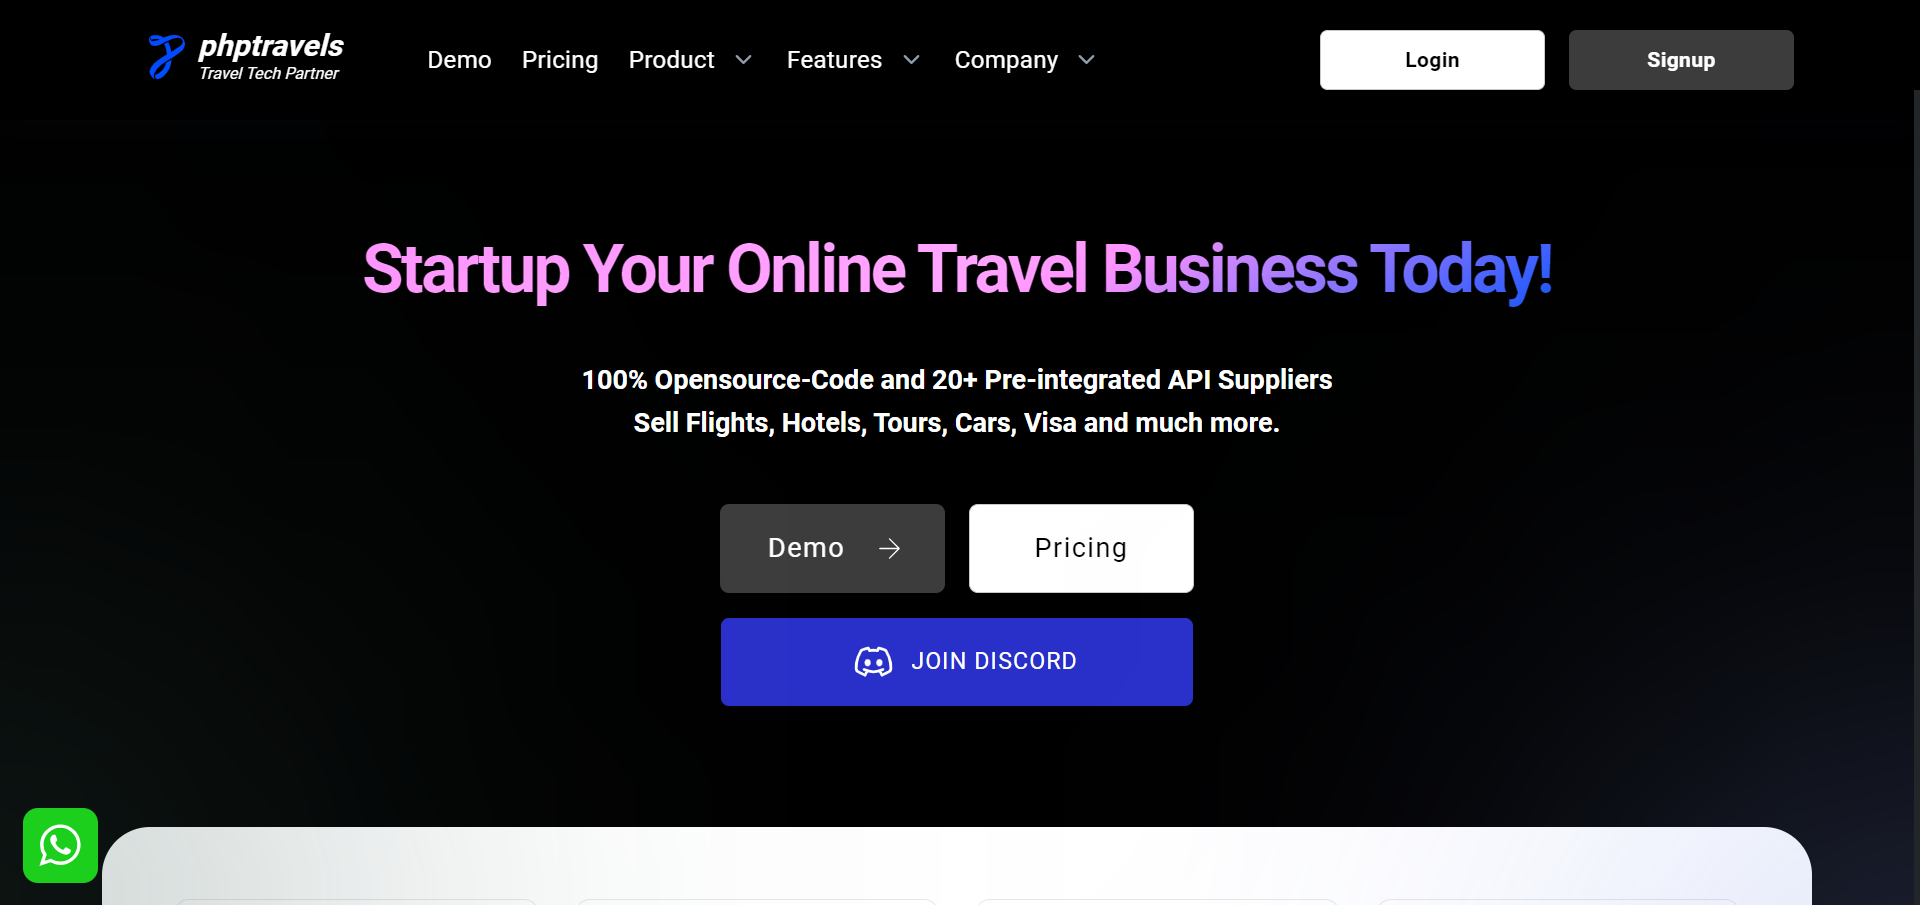 phptravels
Travel Tech Partner
Demo
Pricing
Product
Features
Company
Login
Signup
Startup Your Online Travel Business Today!
100% Opensource-Code and 20+ Pre-integrated API Suppliers
Sell Flights, Hotels, Tours, Cars, Visa and much more.
Demo
Pricing
JOIN DISCORD